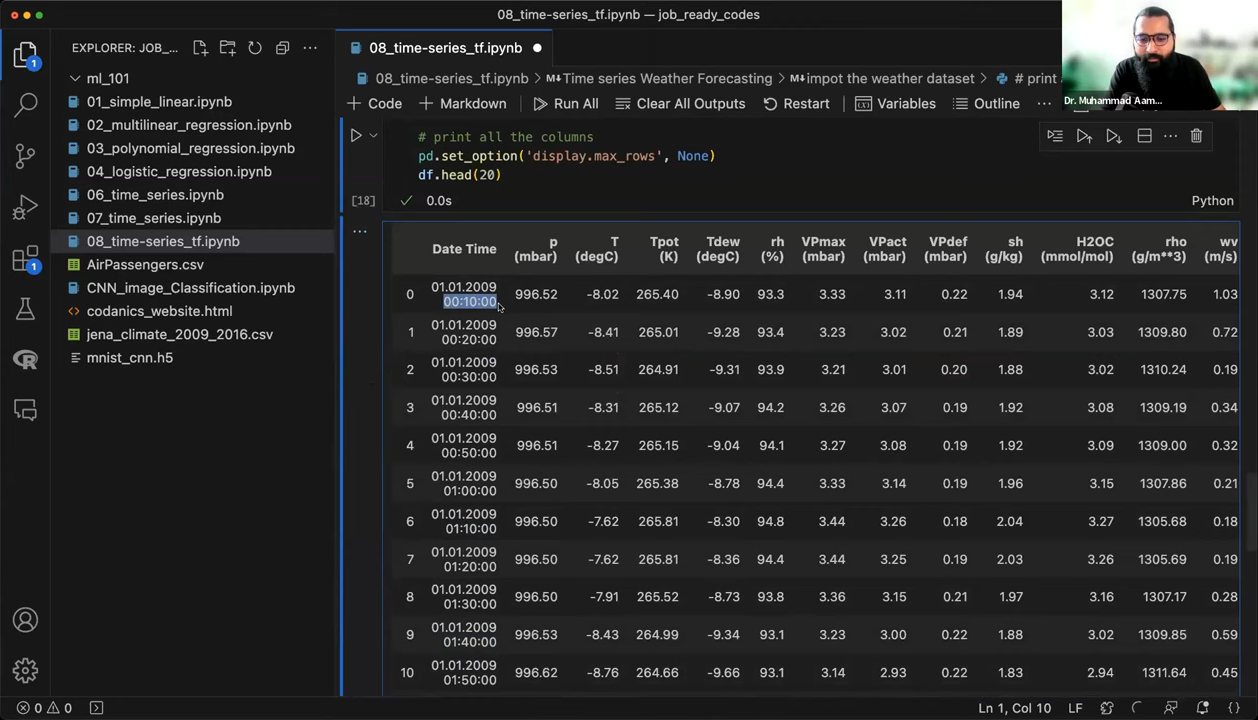 08_time-series_tf.ipynb — job_ready_codes
EXPLORER: JOB_...
ml_101
01_simple_linear.ipynb
02_multilinear_regression.ipynb
03_polynomial_regression.ipynb
04_logistic_regression.ipynb
06_time_series.ipynb
07_time_series.ipynb
08_time-series_tf.ipynb
AirPassengers.csv
CNN_image_Classification.ipynb
codanics_website.html
jena_climate_2009_2016.csv
mnist_cnn.h5
1
1
08_time-series_tf.ipynb
08_time-series_tf.ipynb > Time series Weather Forecasting > impot the weather dataset > # print
Code Markdown Run All Clear All Outputs Restart Variables Outline ...
Dr. Muhammad Aam...
# print all the columns
pd.set_option('display.max_rows', None)
df.head(20)
[18] 0.0s Python
Date Time p (mbar) T (degC) Tpot (K) Tdew (degC) rh (%) VPmax (mbar) VPact (mbar) VPdef (mbar) sh (g/kg) H2OC (mmol/mol) rho (g/m**3) wv (m/s)
0 01.01.2009 00:10:00 996.52 -8.02 265.40 -8.90 93.3 3.33 3.11 0.22 1.94 3.12 1307.75 1.03
1 01.01.2009 00:20:00 996.57 -8.41 265.01 -9.28 93.4 3.23 3.02 0.21 1.89 3.03 1309.80 0.72
2 01.01.2009 00:30:00 996.53 -8.51 264.91 -9.31 93.9 3.21 3.01 0.20 1.88 3.02 1310.24 0.19
3 01.01.2009 00:40:00 996.51 -8.31 265.12 -9.07 94.2 3.26 3.07 0.19 1.92 3.08 1309.19 0.34
4 01.01.2009 00:50:00 996.51 -8.27 265.15 -9.04 94.1 3.27 3.08 0.19 1.92 3.09 1309.00 0.32
5 01.01.2009 01:00:00 996.50 -8.05 265.38 -8.78 94.4 3.33 3.14 0.19 1.96 3.15 1307.86 0.21
6 01.01.2009 01:10:00 996.50 -7.62 265.81 -8.30 94.8 3.44 3.26 0.18 2.04 3.27 1305.68 0.18
7 01.01.2009 01:20:00 996.50 -7.62 265.81 -8.36 94.4 3.44 3.25 0.19 2.03 3.26 1305.69 0.19
8 01.01.2009 01:30:00 996.50 -7.91 265.52 -8.73 93.8 3.36 3.15 0.21 1.97 3.16 1307.17 0.28
9 01.01.2009 01:40:00 996.53 -8.43 264.99 -9.34 93.1 3.23 3.00 0.22 1.88 3.02 1309.85 0.59
10 01.01.2009 01:50:00 996.62 -8.76 264.66 -9.66 93.1 3.14 2.93 0.22 1.83 2.94 1311.64 0.45
0 0 Ln 1, Col 10 LF